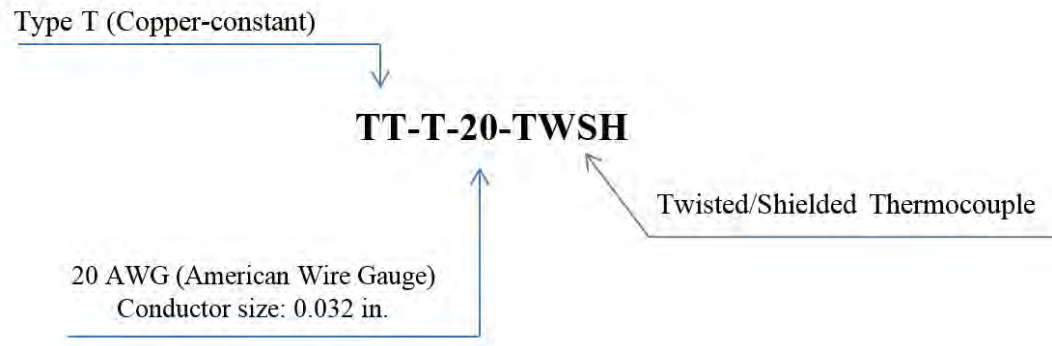 Type T (Copper-constant)
TT-T-20-TWSH
Twisted/Shielded Thermocouple
20 AWG (American Wire Gauge)
Conductor size: 0.032 in.